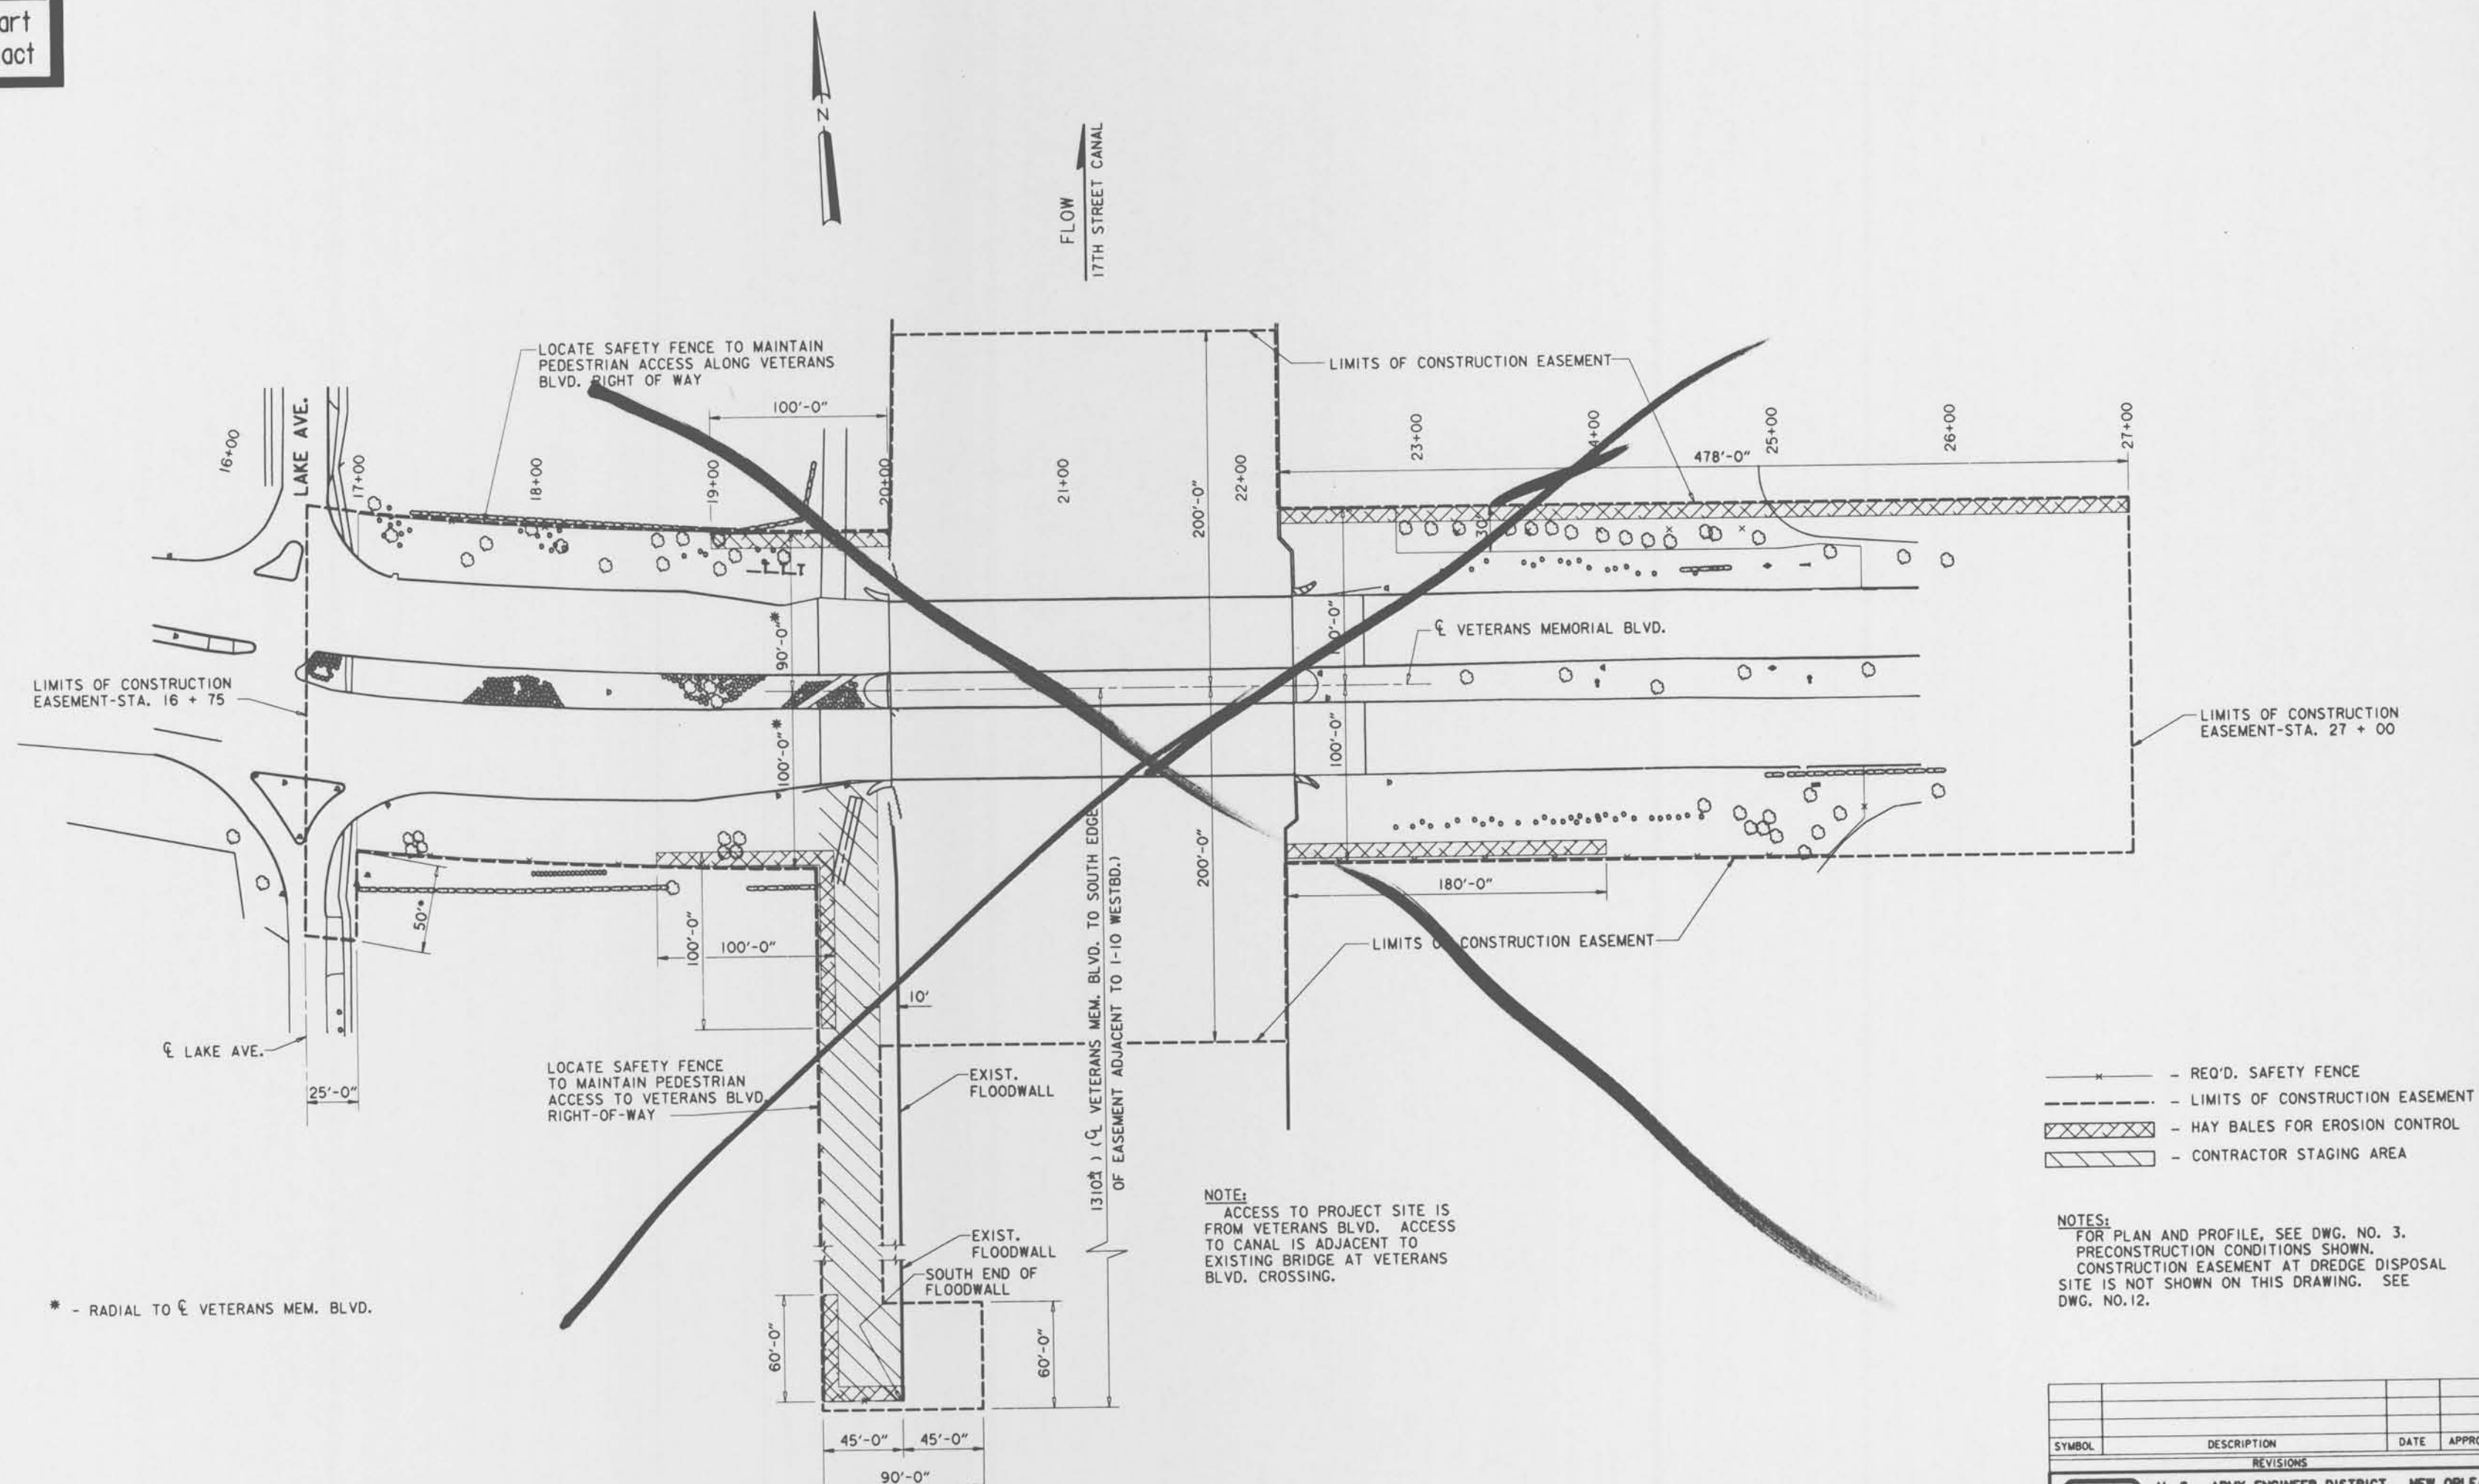 FLOW
17TH STREET CANAL
N
LOCATE SAFETY FENCE TO MAINTAIN
PEDESTRIAN ACCESS ALONG VETERANS
BLVD. RIGHT OF WAY
LIMITS OF CONSTRUCTION EASEMENT
100'-0"
478'-0"
LAKE AVE.
16+00
17+00
18+00
19+00
20+00
21+00
22+00
23+00
25+00
26+00
27+00
200'-0"
30'
90'-0"*
100'-0"*
℄ VETERANS MEMORIAL BLVD.
LIMITS OF CONSTRUCTION
EASEMENT-STA. 16 + 75
LIMITS OF CONSTRUCTION
EASEMENT-STA. 27 + 00
100'-0"
200'-0"
180'-0"
50'*
100'-0"
100'-0"
LIMITS OF CONSTRUCTION EASEMENT
10'
1310'± (℄ VETERANS MEM. BLVD. TO SOUTH EDGE
OF EASEMENT ADJACENT TO I-10 WESTBD.)
℄ LAKE AVE.
25'-0"
LOCATE SAFETY FENCE
TO MAINTAIN PEDESTRIAN
ACCESS TO VETERANS BLVD.
RIGHT-OF-WAY
EXIST.
FLOODWALL
EXIST.
FLOODWALL
SOUTH END OF
FLOODWALL
60'-0"
60'-0"
45'-0"
45'-0"
90'-0"
* - RADIAL TO ℄ VETERANS MEM. BLVD.
NOTE:
ACCESS TO PROJECT SITE IS
FROM VETERANS BLVD. ACCESS
TO CANAL IS ADJACENT TO
EXISTING BRIDGE AT VETERANS
BLVD. CROSSING.
- REQ'D. SAFETY FENCE
- LIMITS OF CONSTRUCTION EASEMENT
- HAY BALES FOR EROSION CONTROL
- CONTRACTOR STAGING AREA
NOTES:
FOR PLAN AND PROFILE, SEE DWG. NO. 3.
PRECONSTRUCTION CONDITIONS SHOWN.
CONSTRUCTION EASEMENT AT DREDGE DISPOSAL
SITE IS NOT SHOWN ON THIS DRAWING. SEE
DWG. NO. 12.
SYMBOL DESCRIPTION DATE
REVISIONS